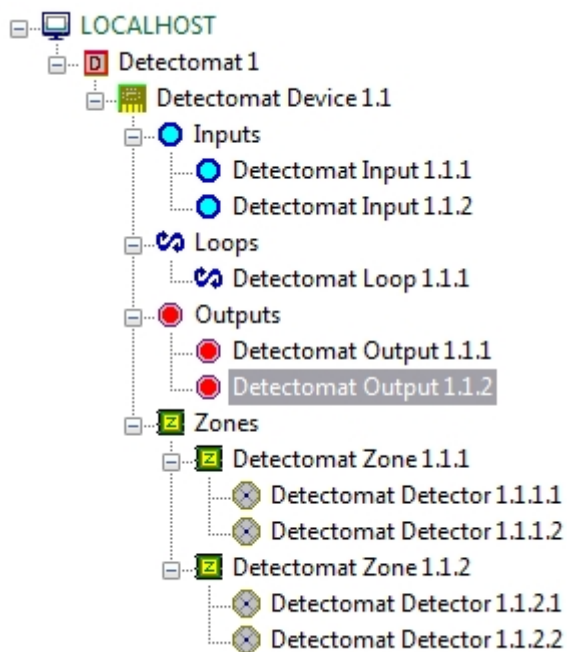 LOCALHOST
D Detectomat 1
Detectomat Device 1.1
Inputs
Detectomat Input 1.1.1
Detectomat Input 1.1.2
Loops
Detectomat Loop 1.1.1
Outputs
Detectomat Output 1.1.1
Detectomat Output 1.1.2
Z Zones
Z Detectomat Zone 1.1.1
Detectomat Detector 1.1.1.1
Detectomat Detector 1.1.1.2
Z Detectomat Zone 1.1.2
Detectomat Detector 1.1.2.1
Detectomat Detector 1.1.2.2